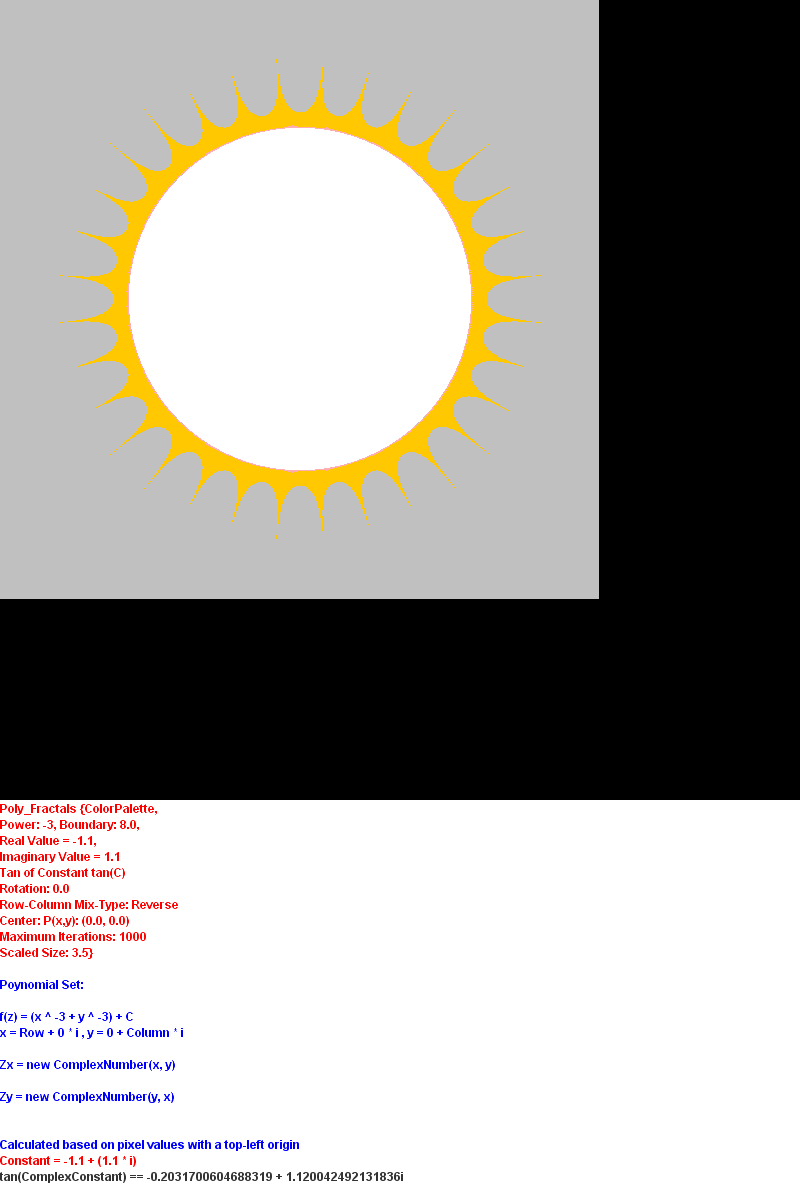 Poly_Fractals {ColorPalette,
Power: -3, Boundary: 8.0,
Real Value = -1.1,
Imaginary Value = 1.1
Tan of Constant tan(C)
Rotation: 0.0
Row-Column Mix-Type: Reverse
Center: P(x,y): (0.0, 0.0)
Maximum Iterations: 1000
Scaled Size: 3.5}
Poynomial Set:
f(z) = (x ^ -3 + y ^ -3) + C
x = Row + 0 * i , y = 0 + Column * i
Zx = new ComplexNumber(x, y)
Zy = new ComplexNumber(y, x)
Calculated based on pixel values with a top-left origin
Constant = -1.1 + (1.1 * i)
tan(ComplexConstant) == -0.2031700604688319 + 1.120042492131836i